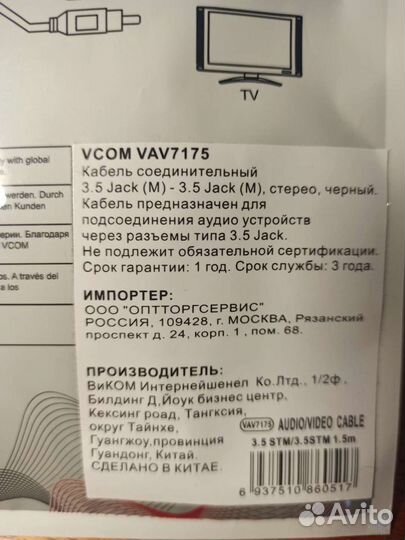 TV
y with global
werden. Durch
en Kunden
ерии. Благодаря
VCOM
s. A través del
a los
VCOM VAV7175
Кабель соединительный
3.5 Jack (M) - 3.5 Jack (M), стерео, черный.
Кабель предназначен для
подсоединения аудио устройств
через разъемы типа 3.5 Jack.
Не подлежит обязательной сертификации.
Срок гарантии: 1 год. Срок службы: 3 года.
ИМПОРТЕР:
ООО "ОПТТОРГСЕРВИС"
РОССИЯ, 109428, г. МОСКВА, Рязанский
проспект д. 24, корп. 1 , пом. 68.
ПРОИЗВОДИТЕЛЬ:
ВиКОМ Интернейшенел Ко.Лтд., 1/2ф ,
Билдинг Д,Йоук бизнес центр,
Кексинг роад, Тангксия,
округ Тайнхе,
Гуангжоу,провинция
Гуандонг, Китай.
СДЕЛАНО В КИТАЕ.
VAV7175 AUDIO/VIDEO CABLE
3.5 STM/3.5STM 1.5m
6 937510 860517
Avito